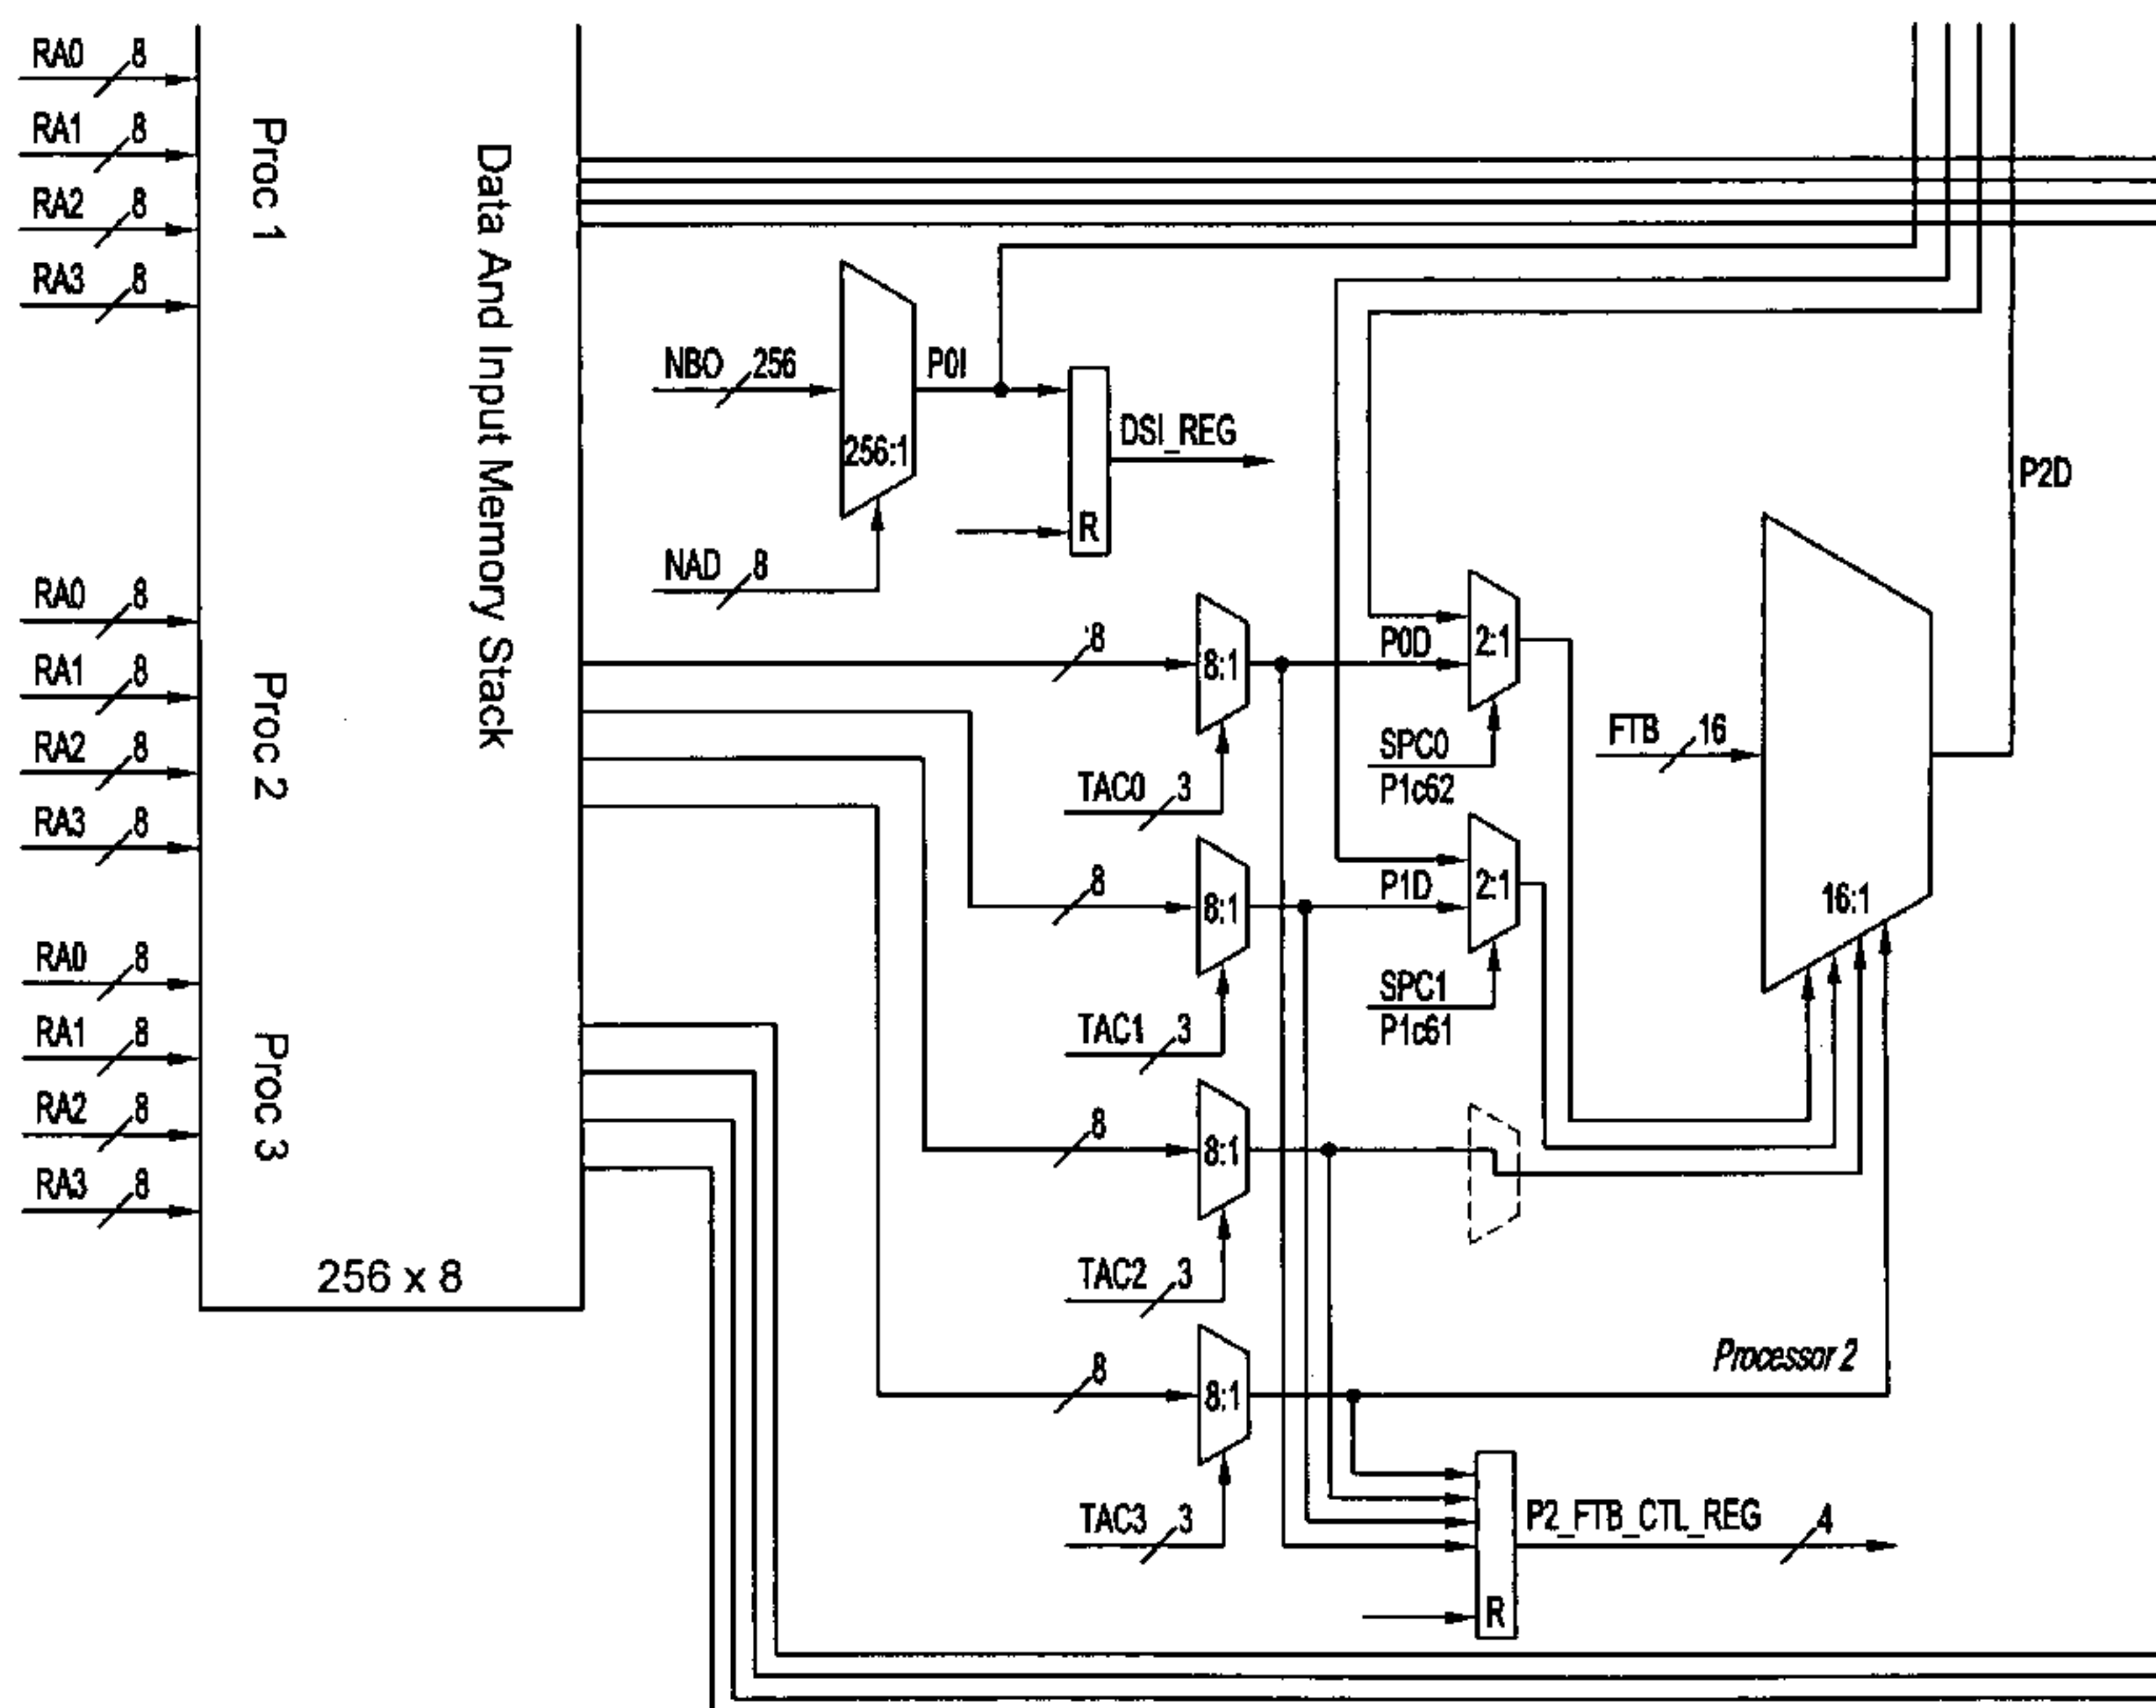 RA0 8
RA1 8
RA2 8
RA3 8
Proc 1
RA0 8
RA1 8
RA2 8
RA3 8
Proc 2
RA0 8
RA1 8
RA2 8
RA3 8
Proc 3
Data And Input Memory Stack
256 x 8
NBO 256
256:1
P0I
NAD 8
DSI_REG
R
8
8:1
TAC0 3
8
8:1
TAC1 3
8
8:1
TAC2 3
8
8:1
TAC3 3
P0D
2:1
SPC0
P1c62
P1D
2:1
SPC1
P1c61
FTB 16
16:1
P2D
Processor 2
P2_FTB_CTL_REG 4
R